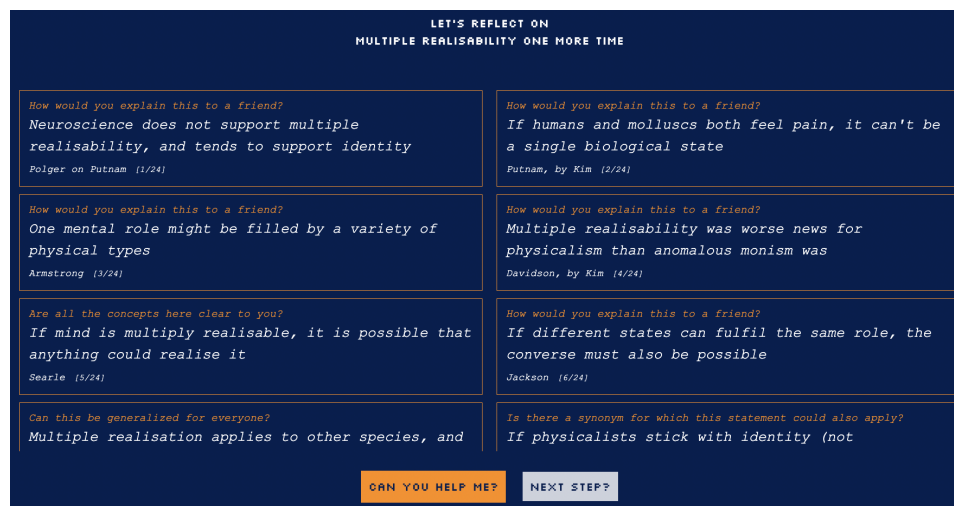 LET'S REFLECT ON
MULTIPLE REALISABILITY ONE MORE TIME
How would you explain this to a friend?
Neuroscience does not support multiple
realisability, and tends to support identity
Polger on Putnam [1/24]
How would you explain this to a friend?
If humans and molluscs both feel pain, it can't be
a single biological state
Putnam, by Kim [2/24]
How would you explain this to a friend?
One mental role might be filled by a variety of
physical types
Armstrong [3/24]
How would you explain this to a friend?
Multiple realisability was worse news for
physicalism than anomalous monism was
Davidson, by Kim [4/24]
Are all the concepts here clear to you?
If mind is multiply realisable, it is possible that
anything could realise it
Searle [5/24]
How would you explain this to a friend?
If different states can fulfil the same role, the
converse must also be possible
Jackson [6/24]
Can this be generalized for everyone?
Multiple realisation applies to other species, and
Is there a synonym for which this statement could also apply?
If physicalists stick with identity (not
CAN YOU HELP ME?
NEXT STEP?